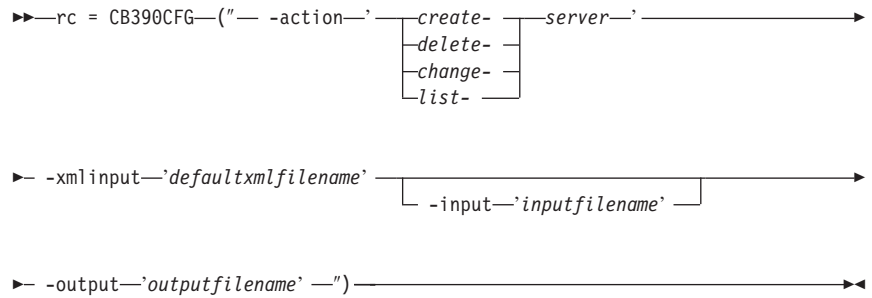 rc = CB390CFG (" -action ' create- server '
delete-
change-
list-
-xmlinput 'defaultxmlfilename'
-input 'inputfilename'
-output 'outputfilename' ")